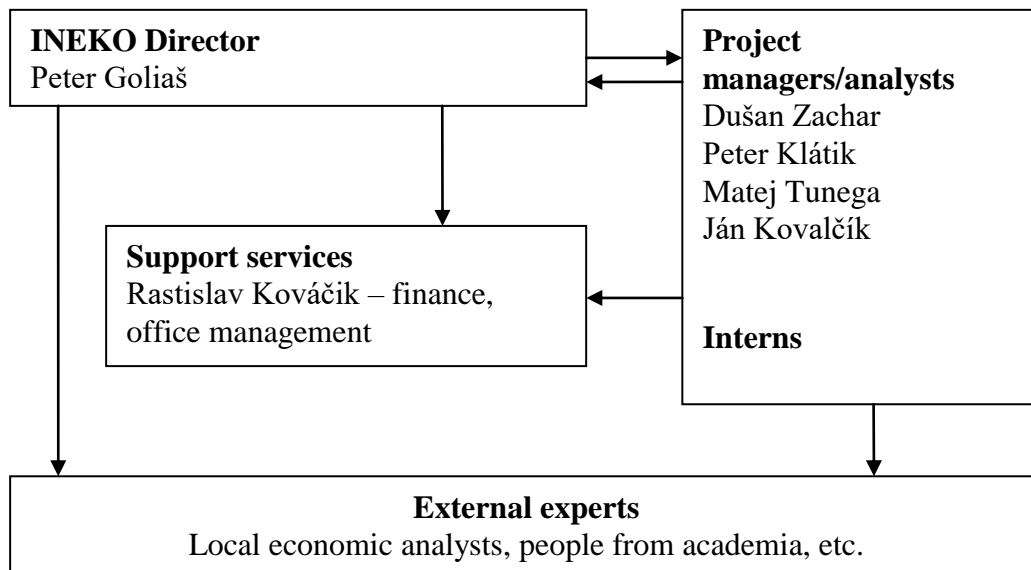 INEKO Director
Peter Goliaš
Project
managers/analysts
Dušan Zachar
Peter Klátik
Matej Tunega
Ján Kovalčík
Interns
Support services
Rastislav Kováčik – finance,
office management
External experts
Local economic analysts, people from academia, etc.